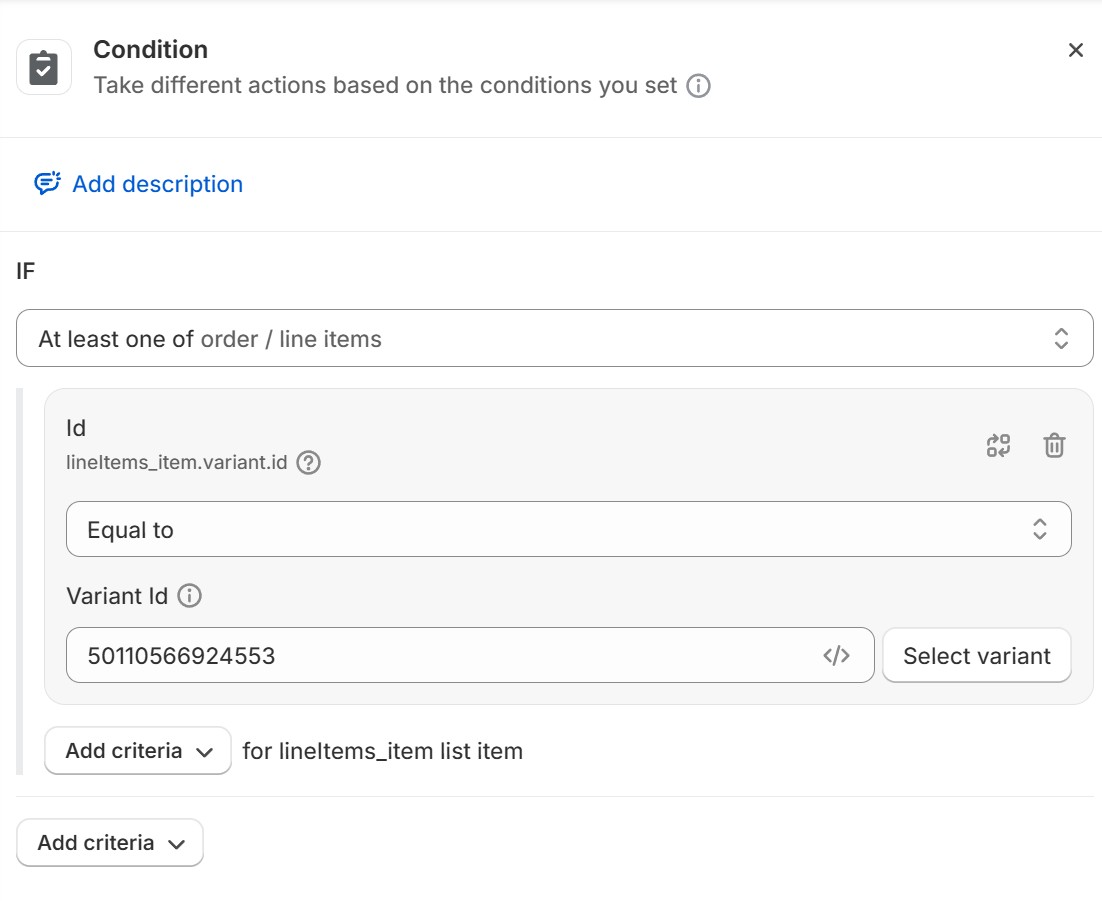 Condition
Take different actions based on the conditions you set
Add description
IF
At least one of order / line items
Id
lineItems_item.variant.id
Equal to
Variant Id
50110566924553
Select variant
Add criteria for lineItems_item list item
Add criteria